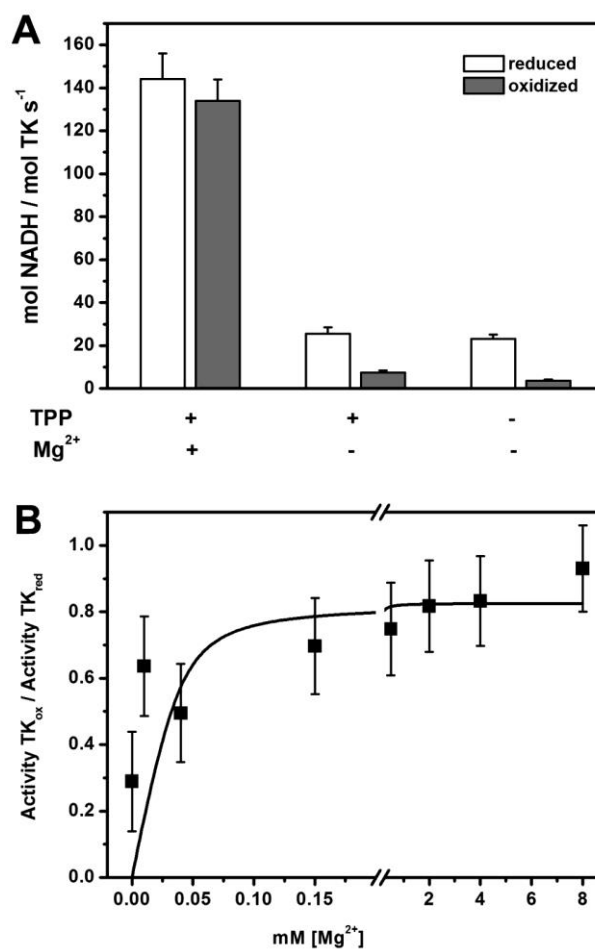 A
mol NADH / mol TK s⁻¹
160
140
120
100
80
60
40
20
0
reduced
oxidized
TPP + + -
Mg²⁺ + - -
B
Activity TK_ox / Activity TK_red
1.0
0.8
0.6
0.4
0.2
0.0
0.00 0.05 0.10 0.15 2 4 6 8
mM [Mg²⁺]